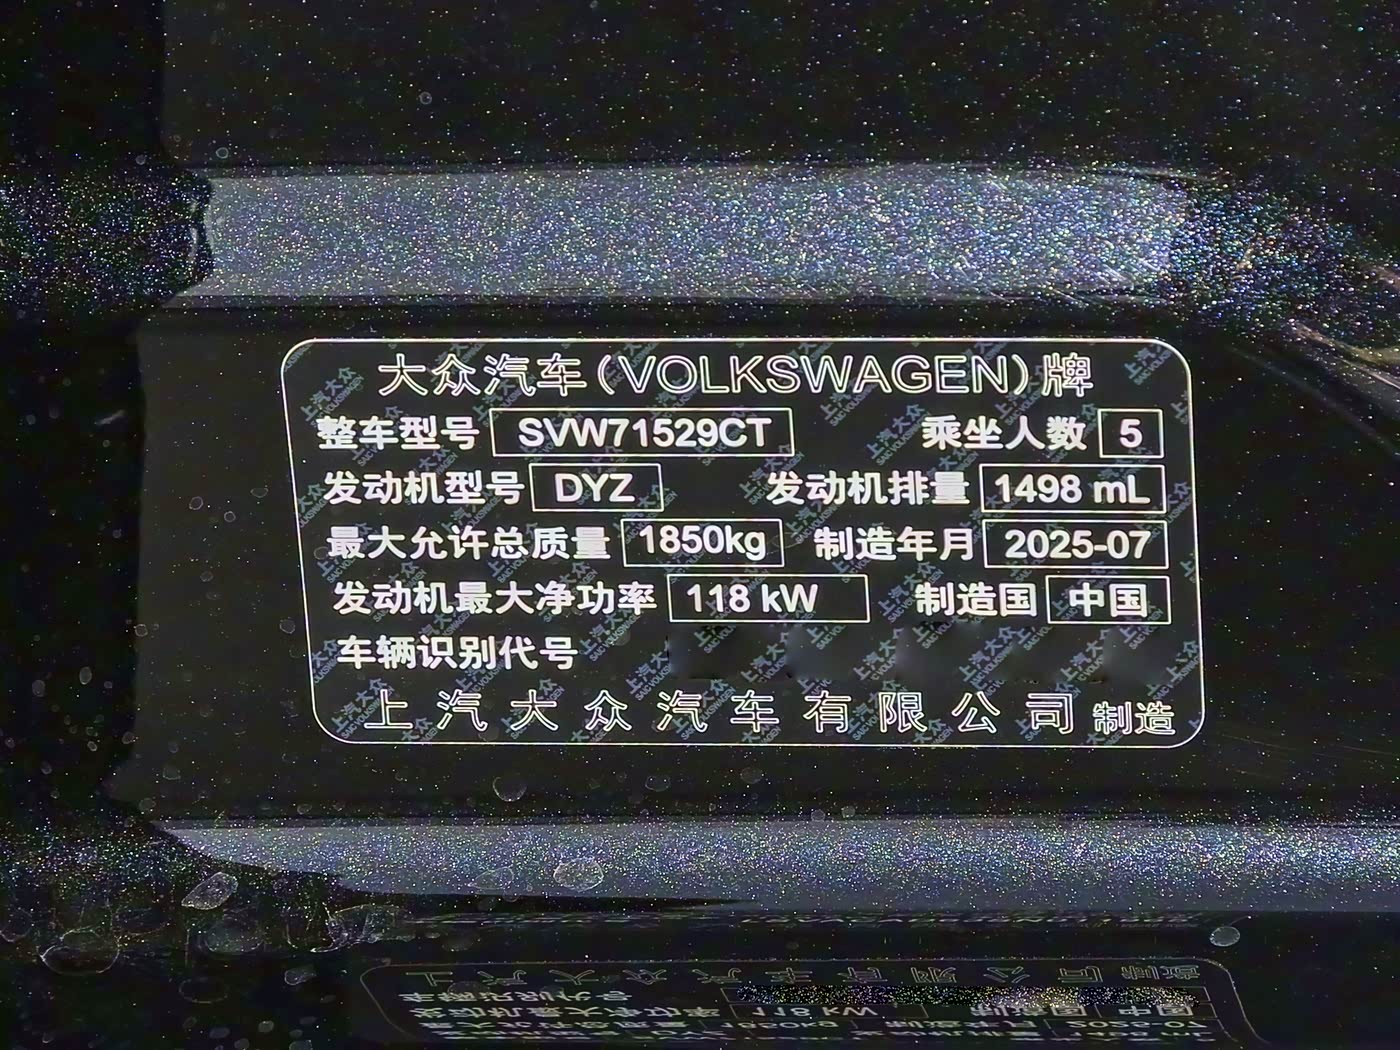 大众汽车(VOLKSWAGEN)牌
整车型号 SVW71529CT 乘坐人数 5
发动机型号 DYZ 发动机排量 1498 mL
最大允许总质量 1850kg 制造年月 2025-07
发动机最大净功率 118 kW 制造国 中国
车辆识别代号
上汽大众汽车有限公司 制造